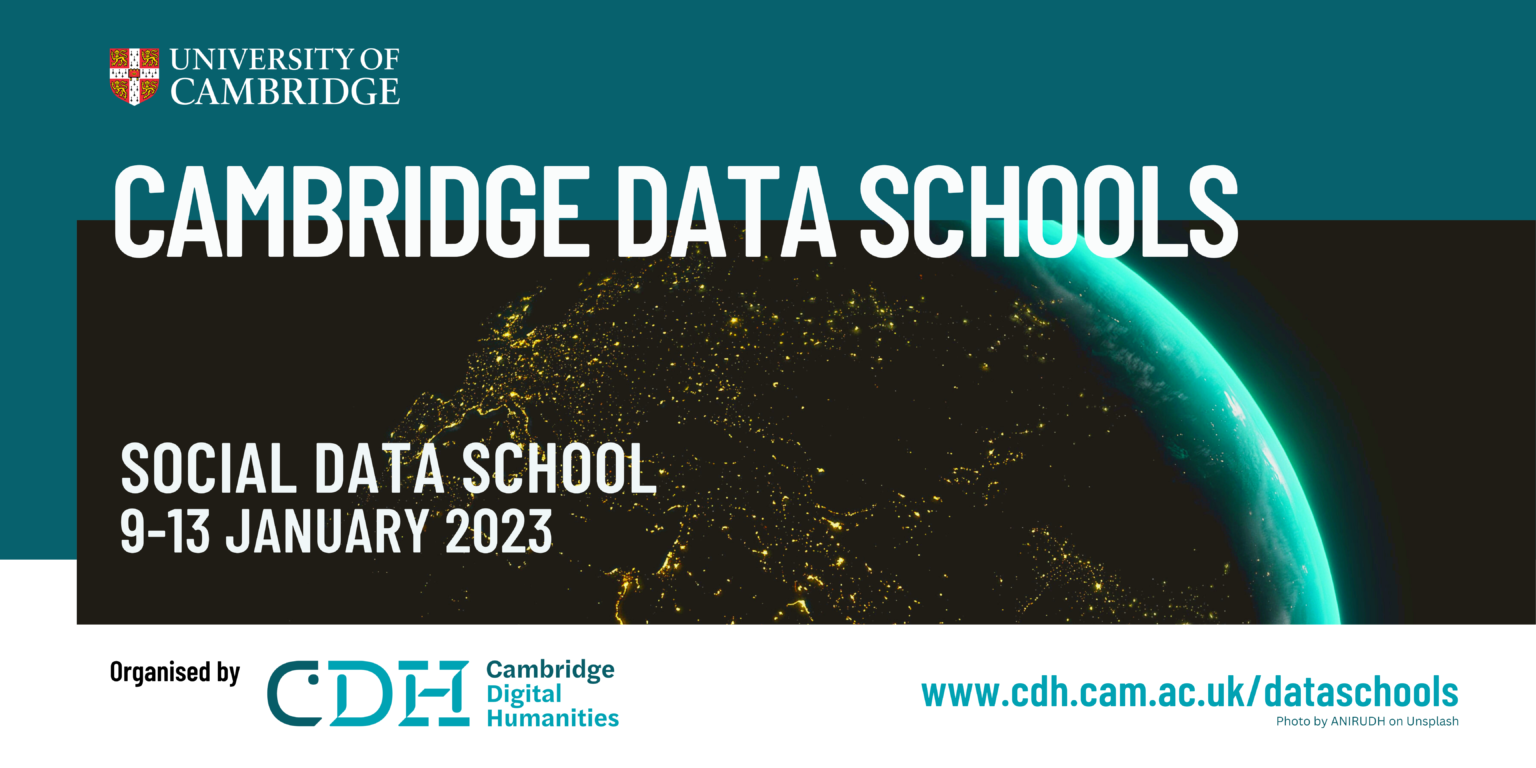 UNIVERSITY OF
CAMBRIDGE
CAMBRIDGE DATA SCHOOLS
SOCIAL DATA SCHOOL
9-13 JANUARY 2023
Organised by
CDH
Cambridge
Digital
Humanities
www.cdh.cam.ac.uk/dataschools
Photo by ANIRUDH on Unsplash